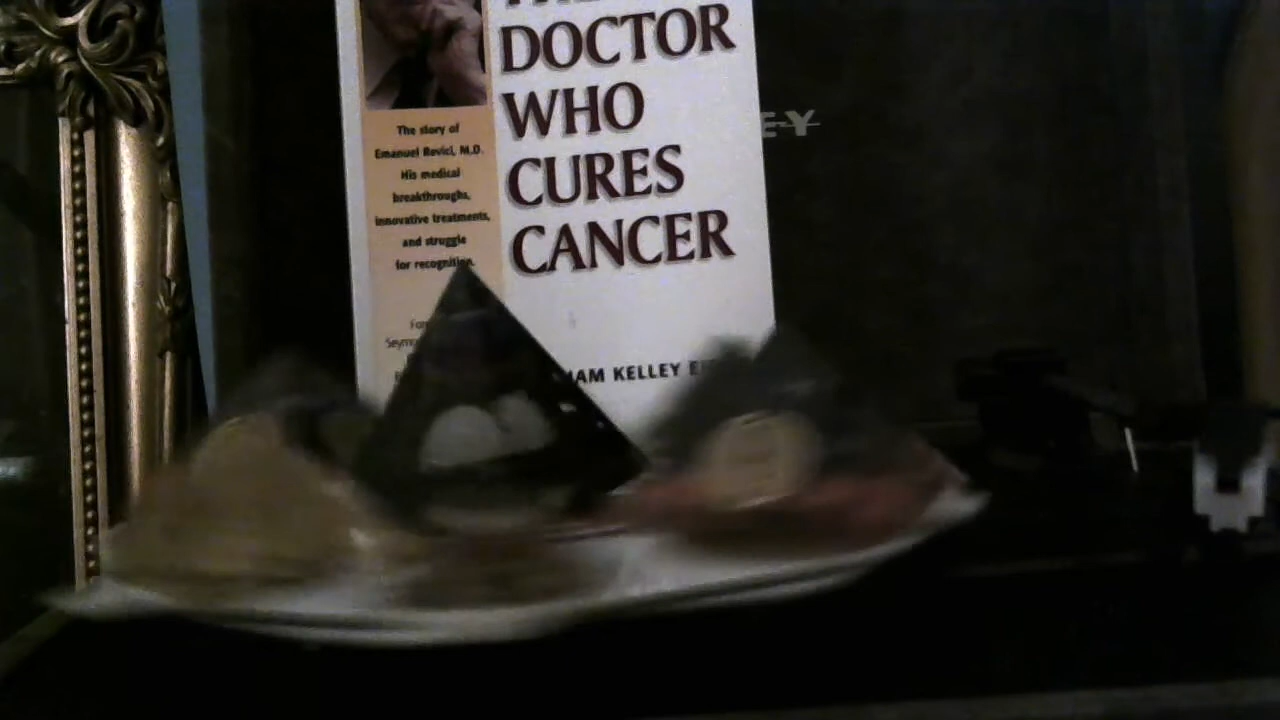 DOCTOR
WHO
CURES
CANCER
The story of
Emanuel Revici, M.D.
His medical
breakthroughs,
innovative treatments,
and struggle
for recognition.
KELLEY